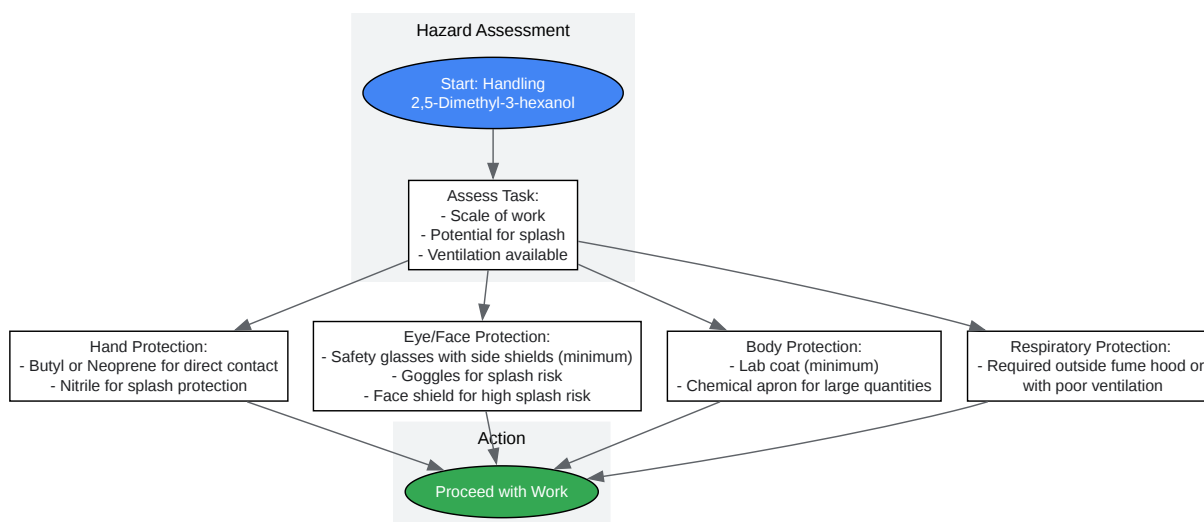 Hazard Assessment
Start: Handling
2,5-Dimethyl-3-hexanol
Assess Task:
- Scale of work
- Potential for splash
- Ventilation available
Hand Protection:
- Butyl or Neoprene for direct contact
- Nitrile for splash protection
Eye/Face Protection:
- Safety glasses with side shields (minimum)
- Goggles for splash risk
- Face shield for high splash risk
Body Protection:
- Lab coat (minimum)
- Chemical apron for large quantities
Respiratory Protection:
- Required outside fume hood or
with poor ventilation
Action
Proceed with Work